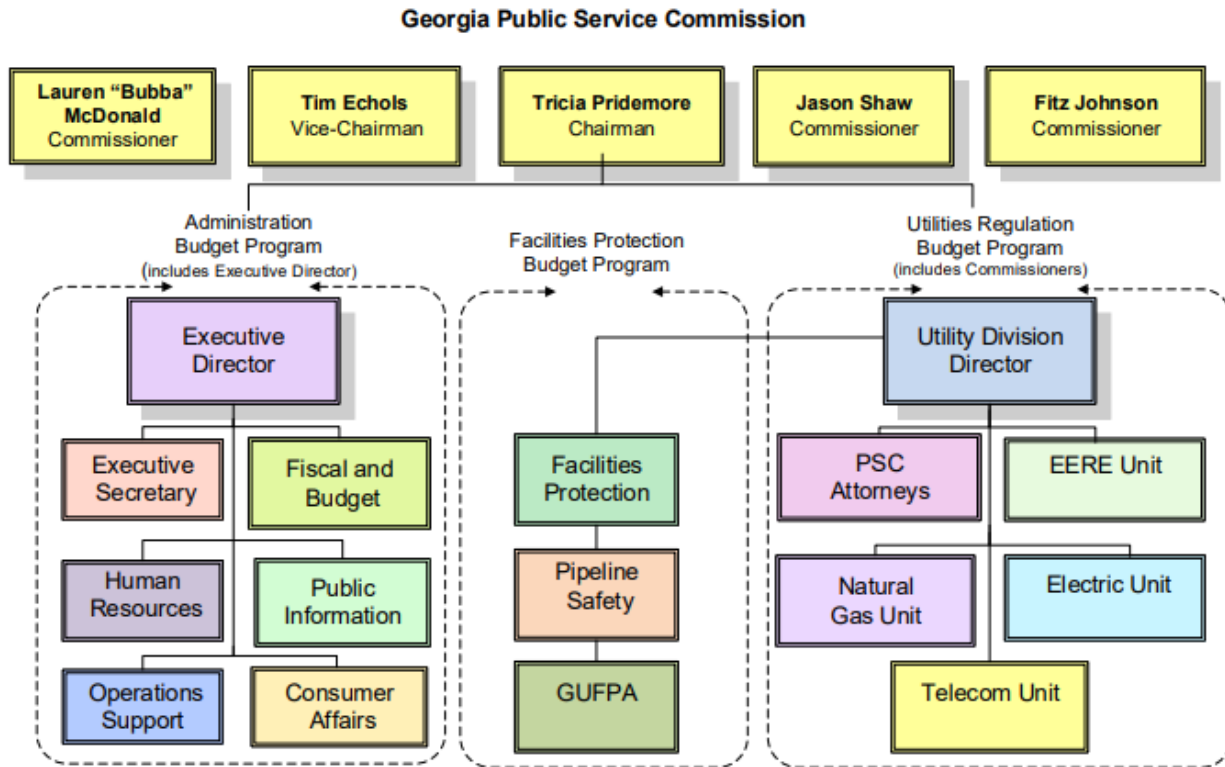 Georgia Public Service Commission
Lauren “Bubba”
McDonald
Commissioner
Tim Echols
Vice-Chairman
Tricia Pridemore
Chairman
Jason Shaw
Commissioner
Fitz Johnson
Commissioner
Administration
Budget Program
(includes Executive Director)
Facilities Protection
Budget Program
Utilities Regulation
Budget Program
(includes Commissioners)
Executive
Director
Utility Division
Director
Executive
Secretary
Fiscal and
Budget
Facilities
Protection
PSC
Attorneys
EERE Unit
Human
Resources
Public
Information
Pipeline
Safety
Natural
Gas Unit
Electric Unit
Operations
Support
Consumer
Affairs
GUFPA
Telecom Unit